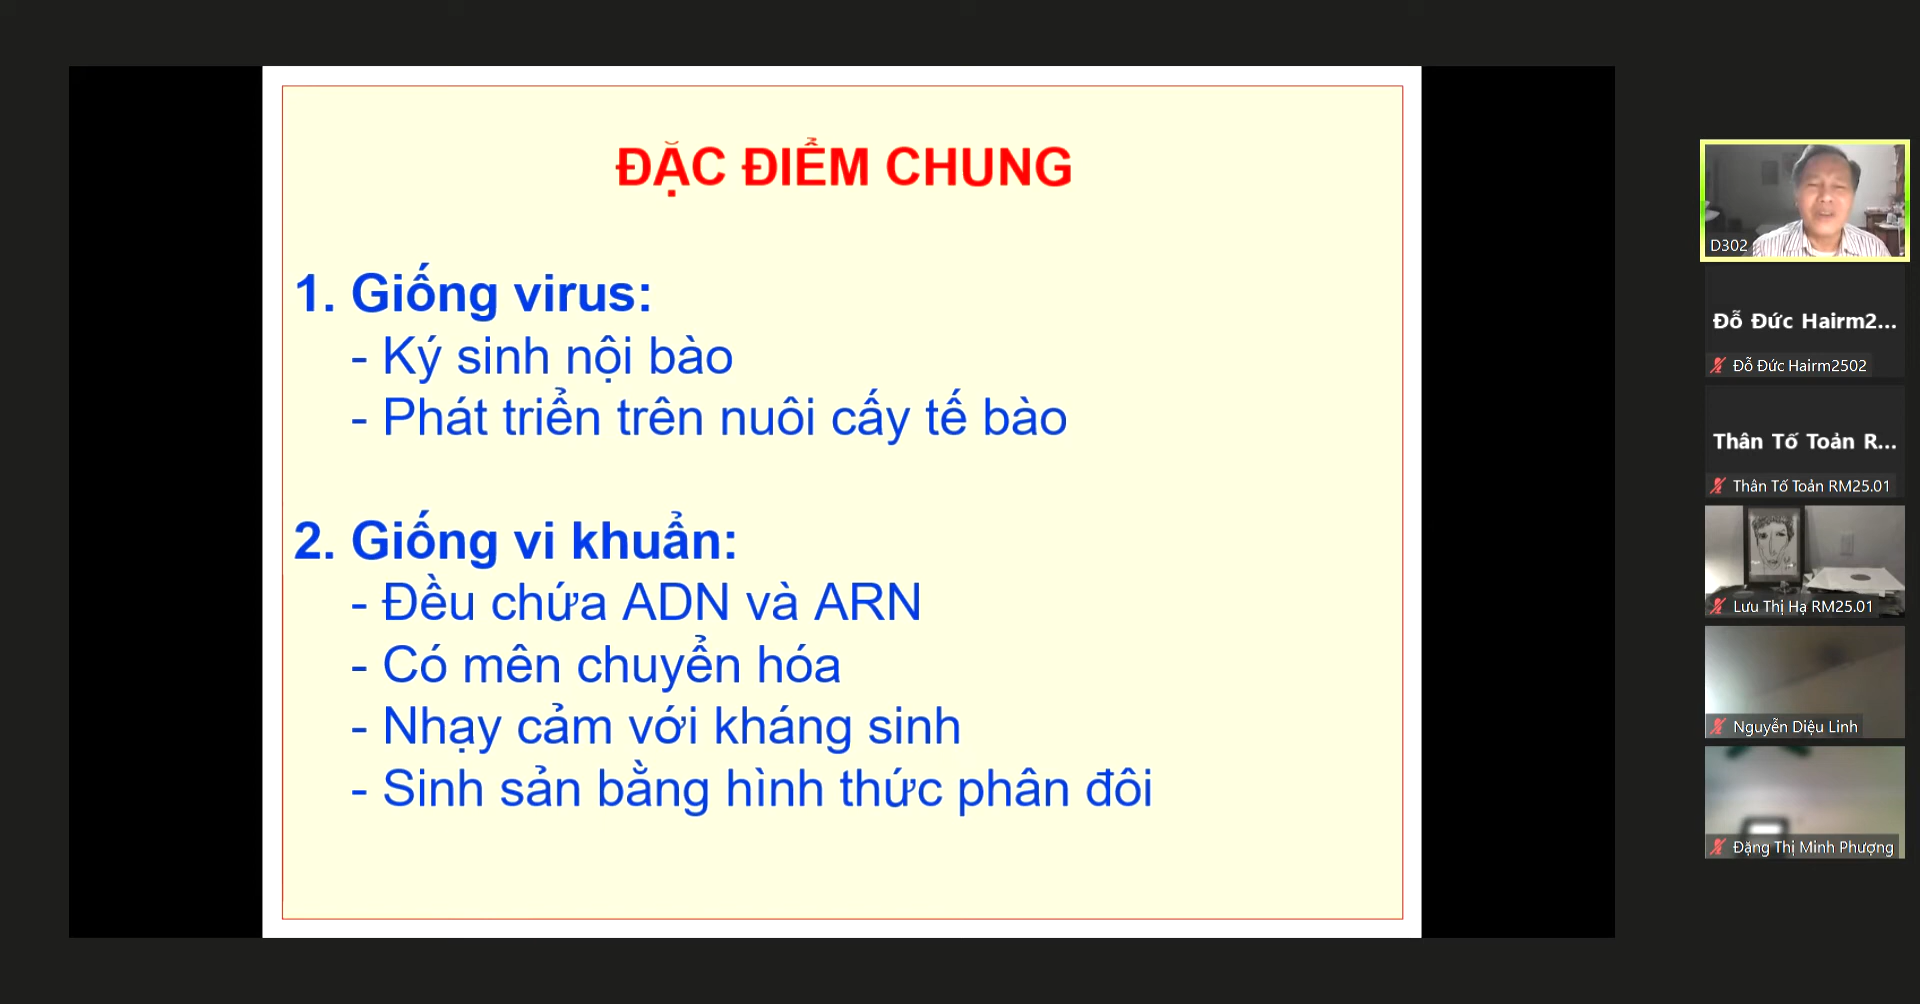 ĐẶC ĐIỂM CHUNG
1. Giống virus:
- Ký sinh nội bào
- Phát triển trên nuôi cấy tế bào
2. Giống vi khuẩn:
- Đều chứa ADN và ARN
- Có mên chuyển hóa
- Nhạy cảm với kháng sinh
- Sinh sản bằng hình thức phân đôi
D302
Đỗ Đức Hairm2...
Đỗ Đức Hairm2502
Thân Tố Toản R...
Thân Tố Toản RM25.01
Lưu Thị Hạ RM25.01
Nguyễn Diệu Linh
Đặng Thị Minh Phượng